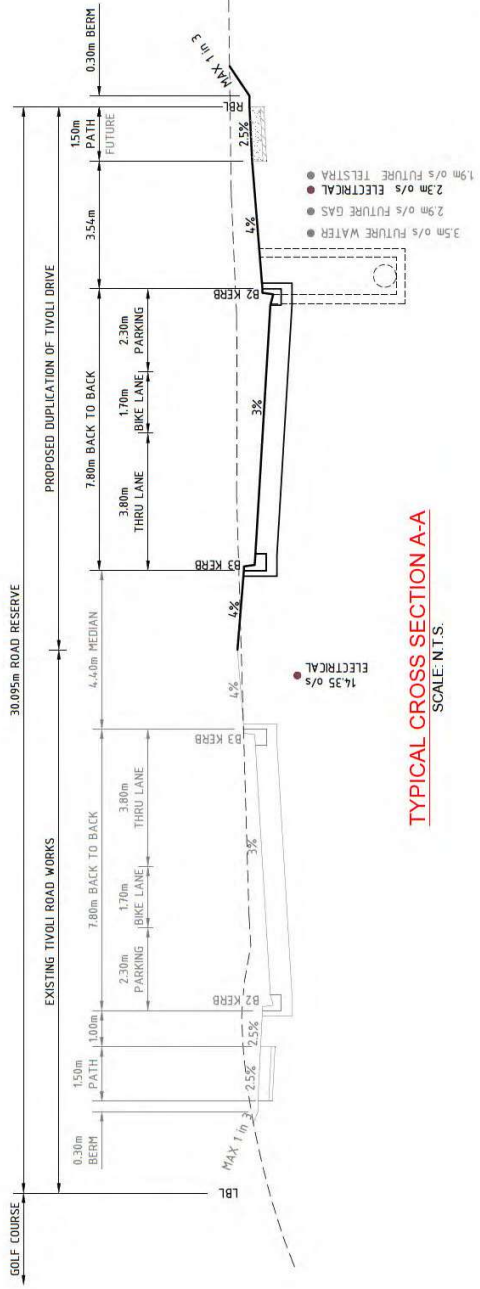 30.095m ROAD RESERVE
GOLF COURSE
EXISTING TIVOLI ROAD WORKS
PROPOSED DUPLICATION OF TIVOLI DRIVE
0.30m
BERM
1.50m
PATH
1.00m
7.80m BACK TO BACK
4.40m MEDIAN
7.80m BACK TO BACK
3.54m
1.50m
PATH
FUTURE
0.30m BERM
2.30m
PARKING
1.70m
BIKE LANE
3.80m
THRU LANE
3.80m
THRU LANE
1.70m
BIKE LANE
2.30m
PARKING
LBL
MAX 1 in 3
2.5%
2.5%
B2 KERB
3%
B3 KERB
4%
4%
B3 KERB
3%
B2 KERB
4%
2.5%
RBL
MAX 1 in 3
14.35 o/s
ELECTRICAL
3.5m o/s FUTURE WATER
2.9m o/s FUTURE GAS
2.3m o/s ELECTRICAL
1.9m o/s FUTURE TELSTRA
TYPICAL CROSS SECTION A-A
SCALE: N.T.S.